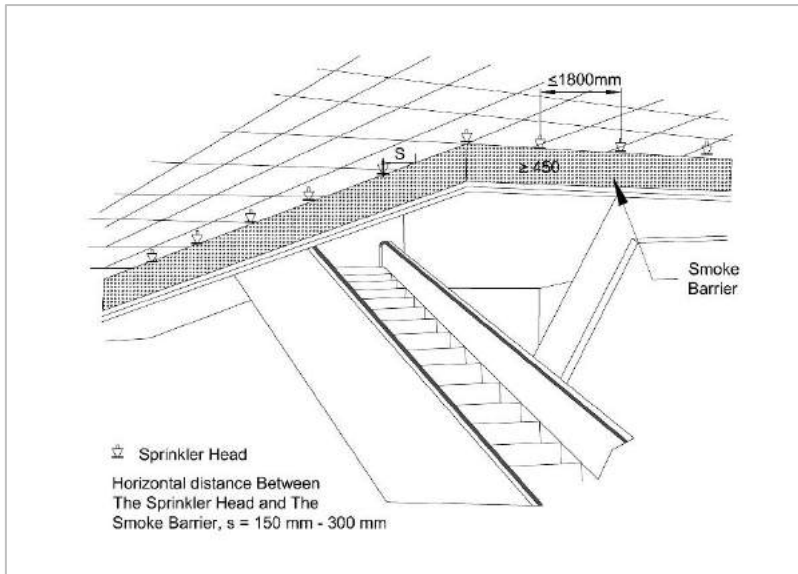 ≤1800mm
S
≥ 450
Smoke
Barrier
Sprinkler Head
Horizontal distance Between
The Sprinkler Head and The
Smoke Barrier, s = 150 mm - 300 mm